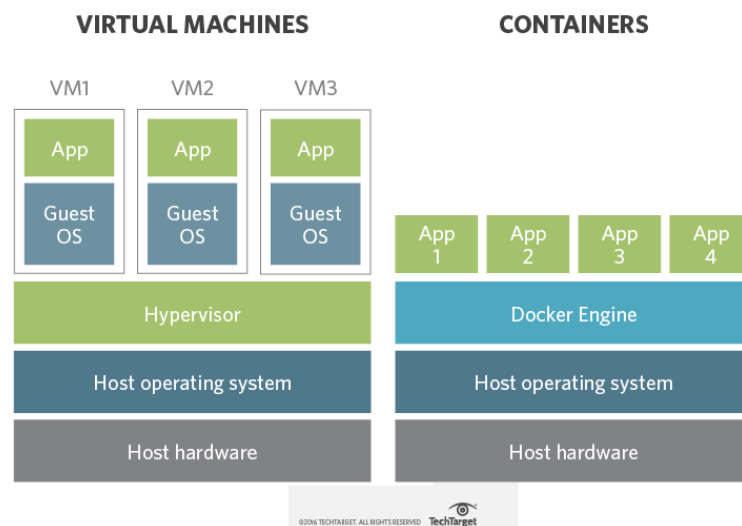 VIRTUAL MACHINES
VM1
VM2
VM3
App
App
App
Guest
OS
Guest
OS
Guest
OS
Hypervisor
Host operating system
Host hardware
CONTAINERS
App
1
App
2
App
3
App
4
Docker Engine
Host operating system
Host hardware
©2016 TECHTARGET. ALL RIGHTS RESERVED
TechTarget